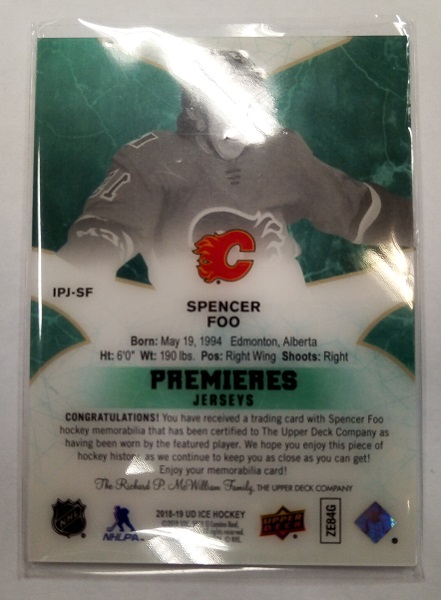 IPJ-SF
SPENCER
FOO
Born: May 19, 1994 Edmonton, Alberta
Ht: 6'0" Wt: 190 lbs. Pos: Right Wing Shoots: Right
PREMIERES
JERSEYS
CONGRATULATIONS! You have received a trading card with Spencer Foo
hockey memorabilia that has been certified to The Upper Deck Company as
having been worn by the featured player. We hope you enjoy this piece of
hockey history, as we continue to keep you as close as you can get!
Enjoy your memorabilia card!
The Richard P. McWilliam Family, THE UPPER DECK COMPANY
NHL
NHLPA
2018-19 UD ICE HOCKEY
UPPER DECK
ZE84G